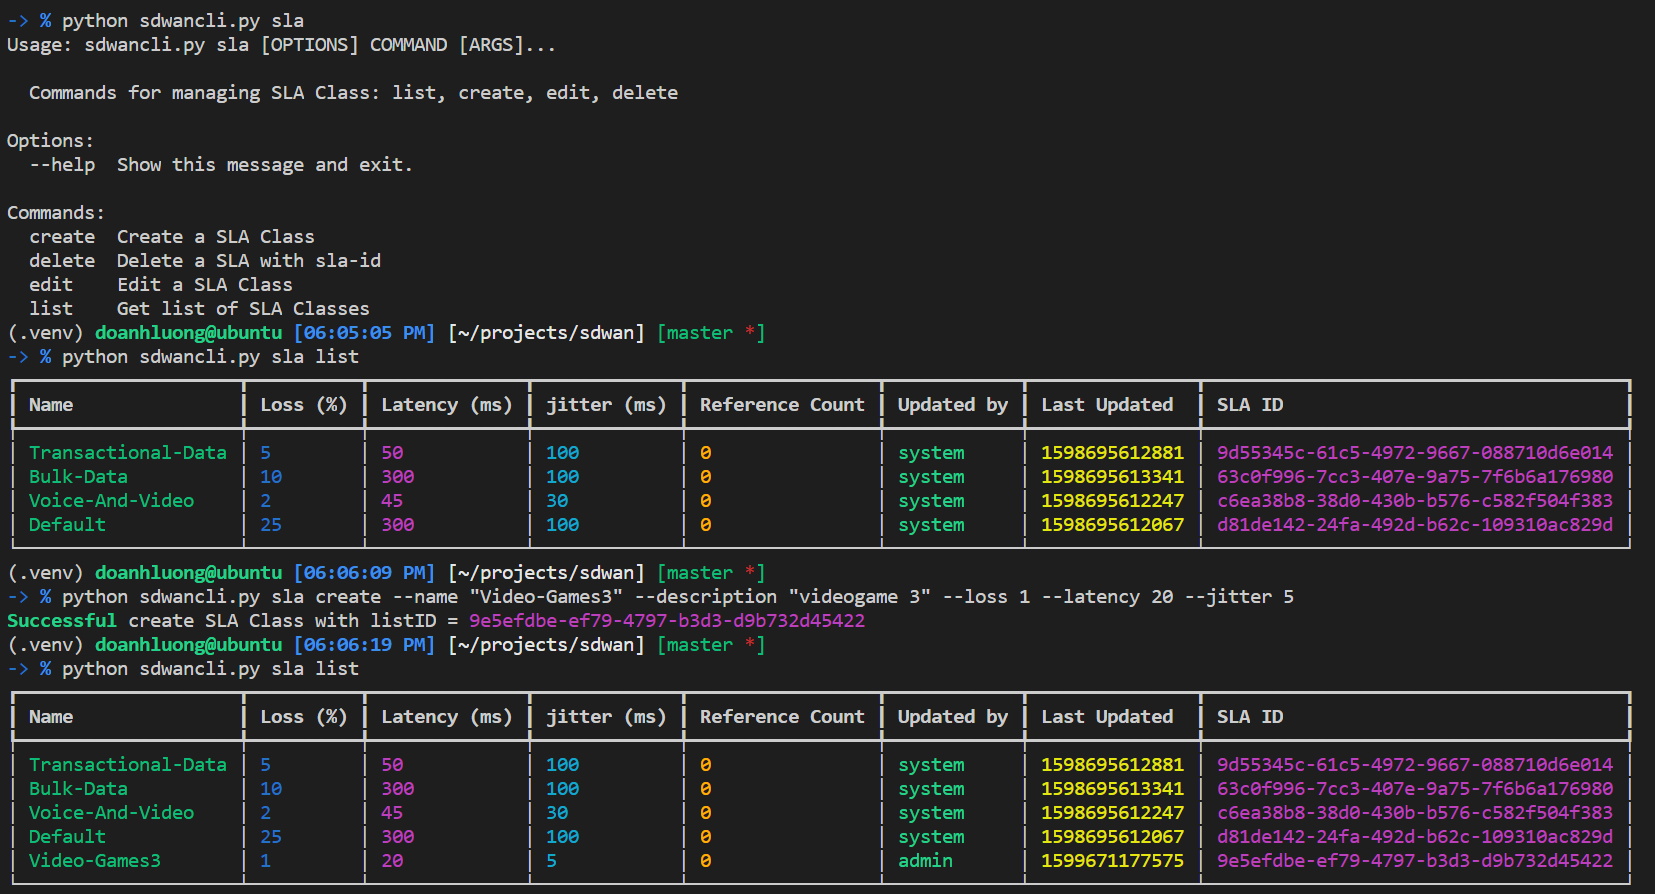 -> % python sdwancli.py sla
Usage: sdwancli.py sla [OPTIONS] COMMAND [ARGS]...
Commands for managing SLA Class: list, create, edit, delete
Options:
--help  Show this message and exit.
Commands:
create  Create a SLA Class
delete  Delete a SLA with sla-id
edit    Edit a SLA Class
list    Get list of SLA Classes
(.venv) doanhluong@ubuntu [06:05:05 PM] [~/projects/sdwan] [master *]
-> % python sdwancli.py sla list
Name Loss (%) Latency (ms) jitter (ms) Reference Count Updated by Last Updated SLA ID
Transactional-Data 5 50 100 0 system 1598695612881 9d55345c-61c5-4972-9667-088710d6e014
Bulk-Data 10 300 100 0 system 1598695613341 63c0f996-7cc3-407e-9a75-7f6b6a176980
Voice-And-Video 2 45 30 0 system 1598695612247 c6ea38b8-38d0-430b-b576-c582f504f383
Default 25 300 100 0 system 1598695612067 d81de142-24fa-492d-b62c-109310ac829d
(.venv) doanhluong@ubuntu [06:06:09 PM] [~/projects/sdwan] [master *]
-> % python sdwancli.py sla create --name "Video-Games3" --description "videogame 3" --loss 1 --latency 20 --jitter 5
Successful create SLA Class with listID = 9e5efdbe-ef79-4797-b3d3-d9b732d45422
(.venv) doanhluong@ubuntu [06:06:19 PM] [~/projects/sdwan] [master *]
-> % python sdwancli.py sla list
Name Loss (%) Latency (ms) jitter (ms) Reference Count Updated by Last Updated SLA ID
Transactional-Data 5 50 100 0 system 1598695612881 9d55345c-61c5-4972-9667-088710d6e014
Bulk-Data 10 300 100 0 system 1598695613341 63c0f996-7cc3-407e-9a75-7f6b6a176980
Voice-And-Video 2 45 30 0 system 1598695612247 c6ea38b8-38d0-430b-b576-c582f504f383
Default 25 300 100 0 system 1598695612067 d81de142-24fa-492d-b62c-109310ac829d
Video-Games3 1 20 5 0 admin 1599671177575 9e5efdbe-ef79-4797-b3d3-d9b732d45422